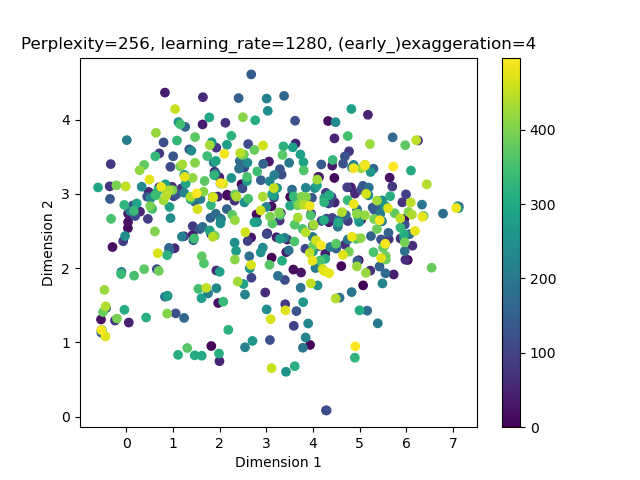 Perplexity=256, learning_rate=1280, (early_)exaggeration=4
Dimension 2
4
3
2
1
0
0 1 2 3 4 5 6 7
Dimension 1
400
300
200
100
0